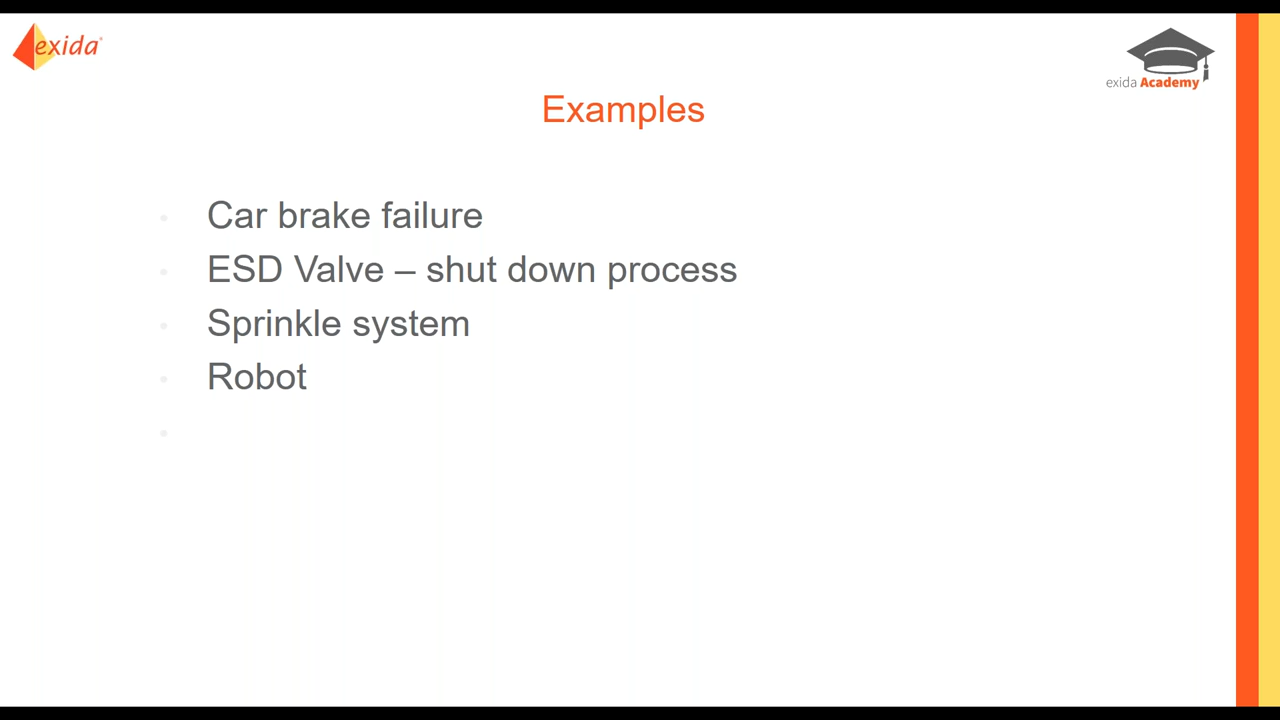 exida
exida Academy
Examples
Car brake failure
ESD Valve – shut down process
Sprinkle system
Robot